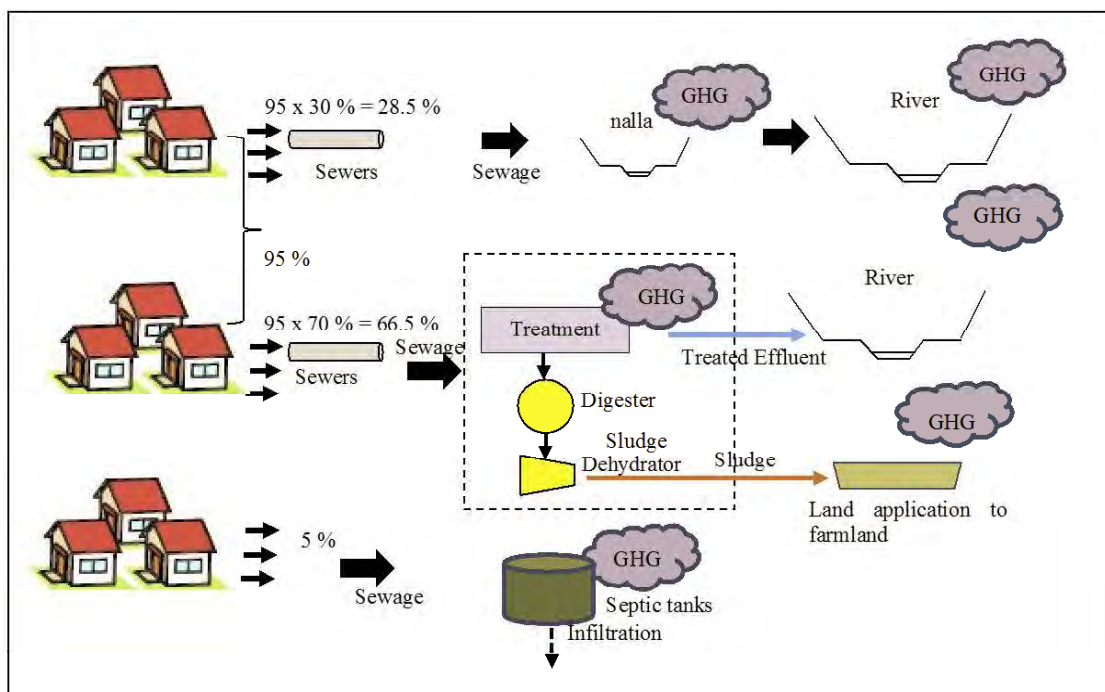 95 x 30 % = 28.5 %
Sewers
Sewage
nalla
GHG
River
GHG
95 %
95 x 70 % = 66.5 %
Sewers
Sewage
Treatment
GHG
Treated Effluent
River
GHG
Digester
Sludge
Dehydrator
Sludge
GHG
Land application to
farmland
5 %
Sewage
GHG
Septic tanks
Infiltration